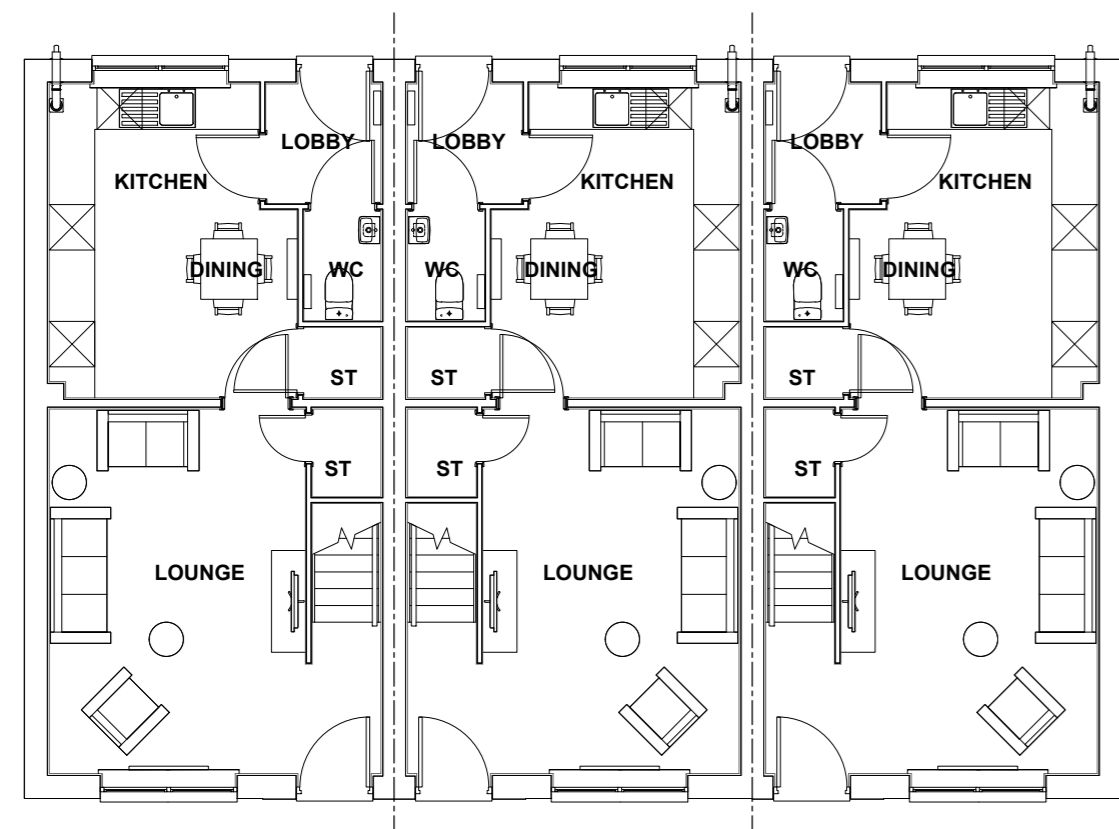 LOBBY LOBBY LOBBY
KITCHEN KITCHEN KITCHEN
DINING WC WC DINING WC DINING
ST ST ST
ST ST ST
LOUNGE LOUNGE LOUNGE